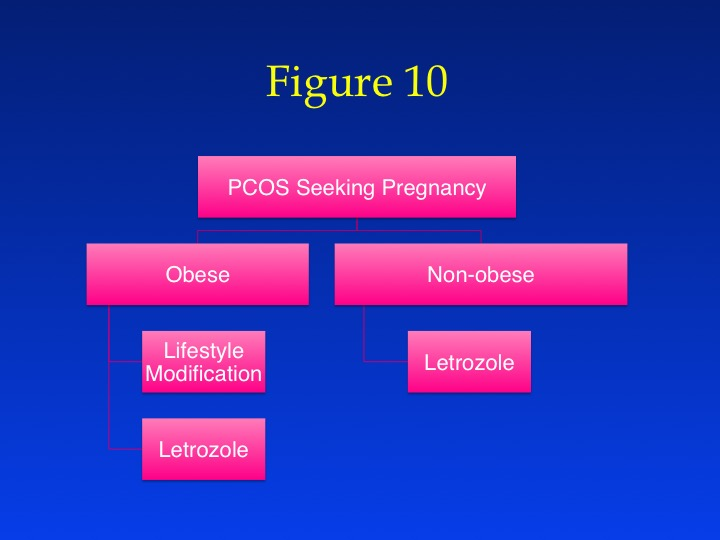 Figure 10
PCOS Seeking Pregnancy
Obese
Non-obese
Lifestyle
Modification
Letrozole
Letrozole